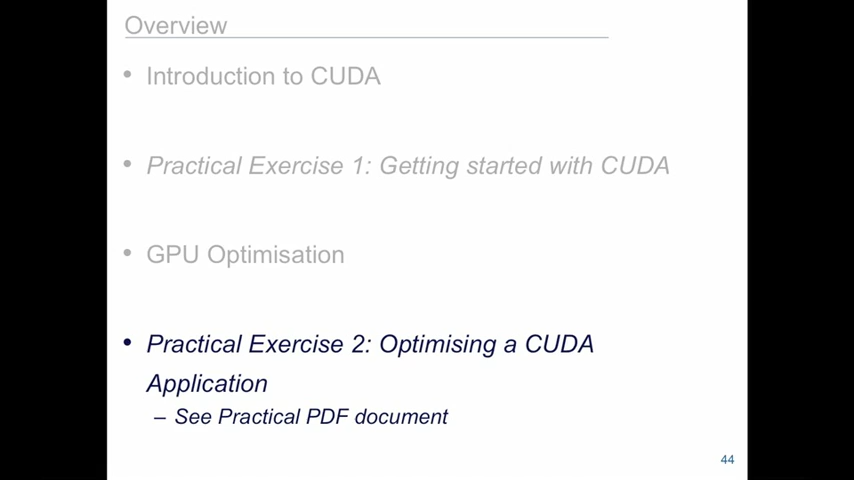 Overview
• Introduction to CUDA
• Practical Exercise 1: Getting started with CUDA
• GPU Optimisation
• Practical Exercise 2: Optimising a CUDA
Application
– See Practical PDF document
44